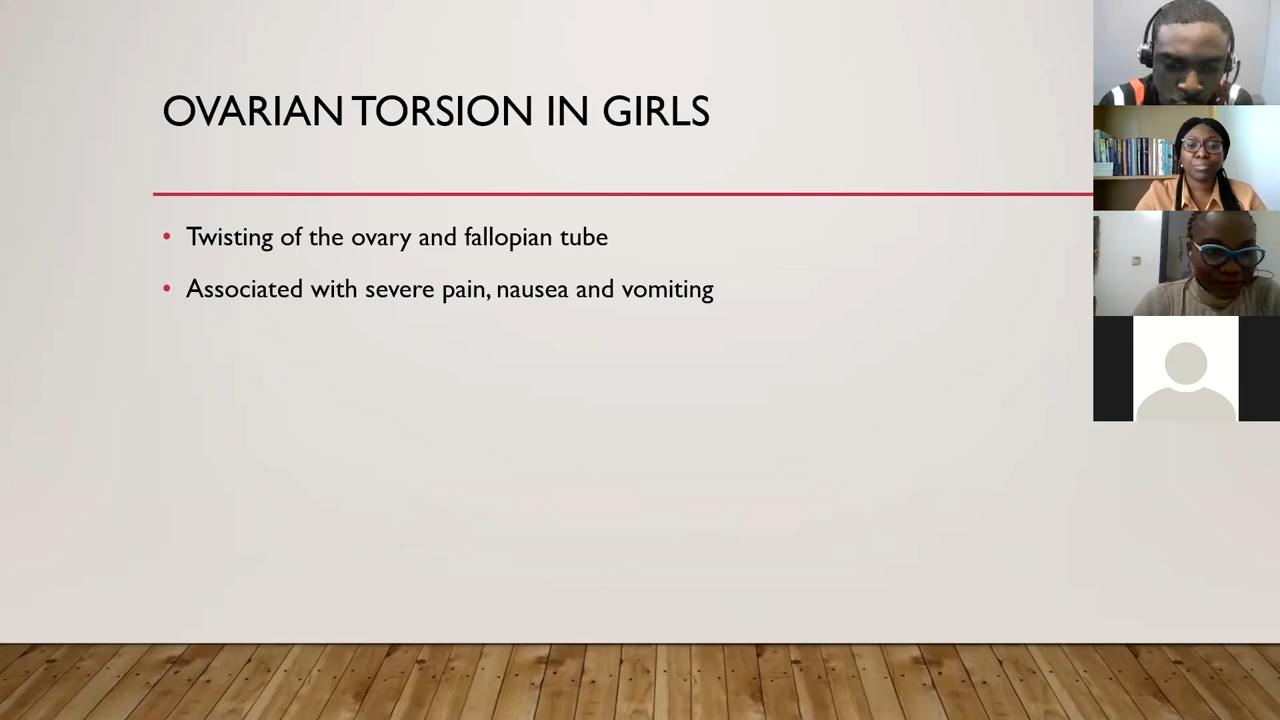 OVARIAN TORSION IN GIRLS
• Twisting of the ovary and fallopian tube
• Associated with severe pain, nausea and vomiting